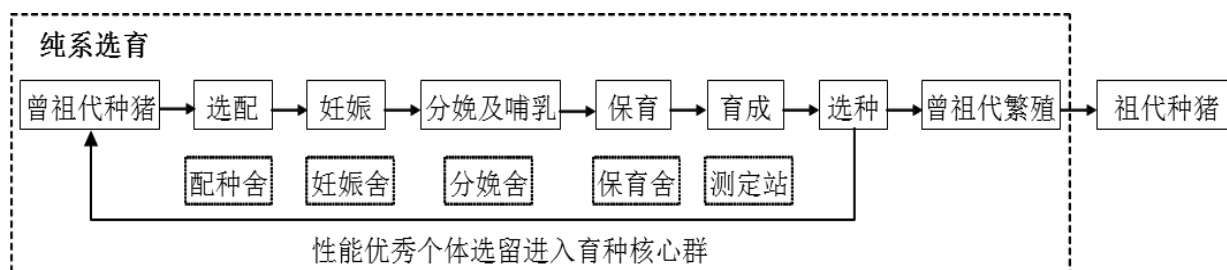 纯系选育
曾祖代种猪 选配 妊娠 分娩及哺乳 保育 育成 选种 曾祖代繁殖 祖代种猪
配种舍 妊娠舍 分娩舍 保育舍 测定站
性能优秀个体选留进入育种核心群